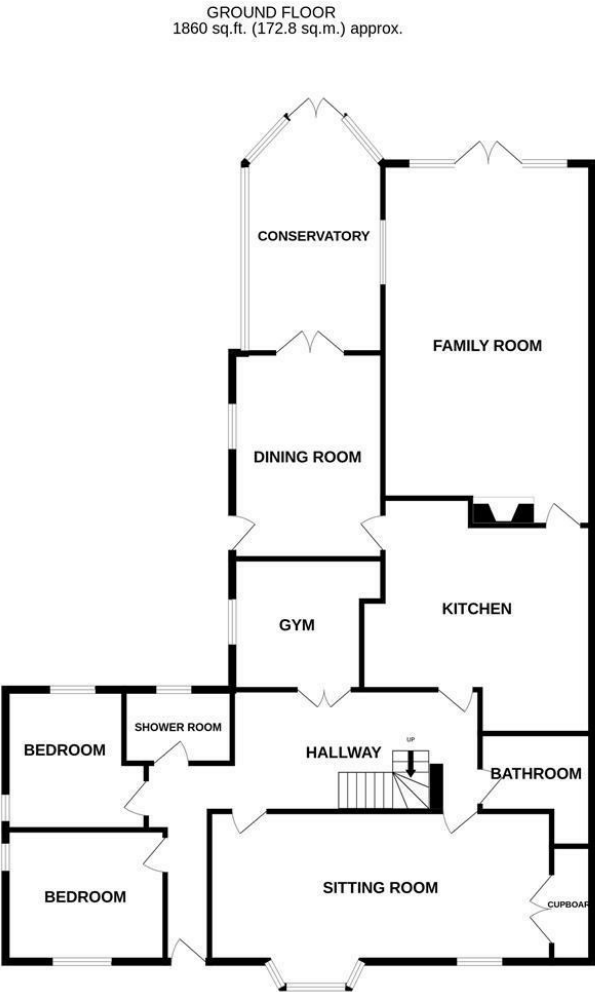 GROUND FLOOR
1860 sq.ft. (172.8 sq.m.) approx.
CONSERVATORY
FAMILY ROOM
DINING ROOM
KITCHEN
GYM
SHOWER ROOM
BEDROOM
HALLWAY
UP
BATHROOM
SITTING ROOM
BEDROOM
CUPBOAR